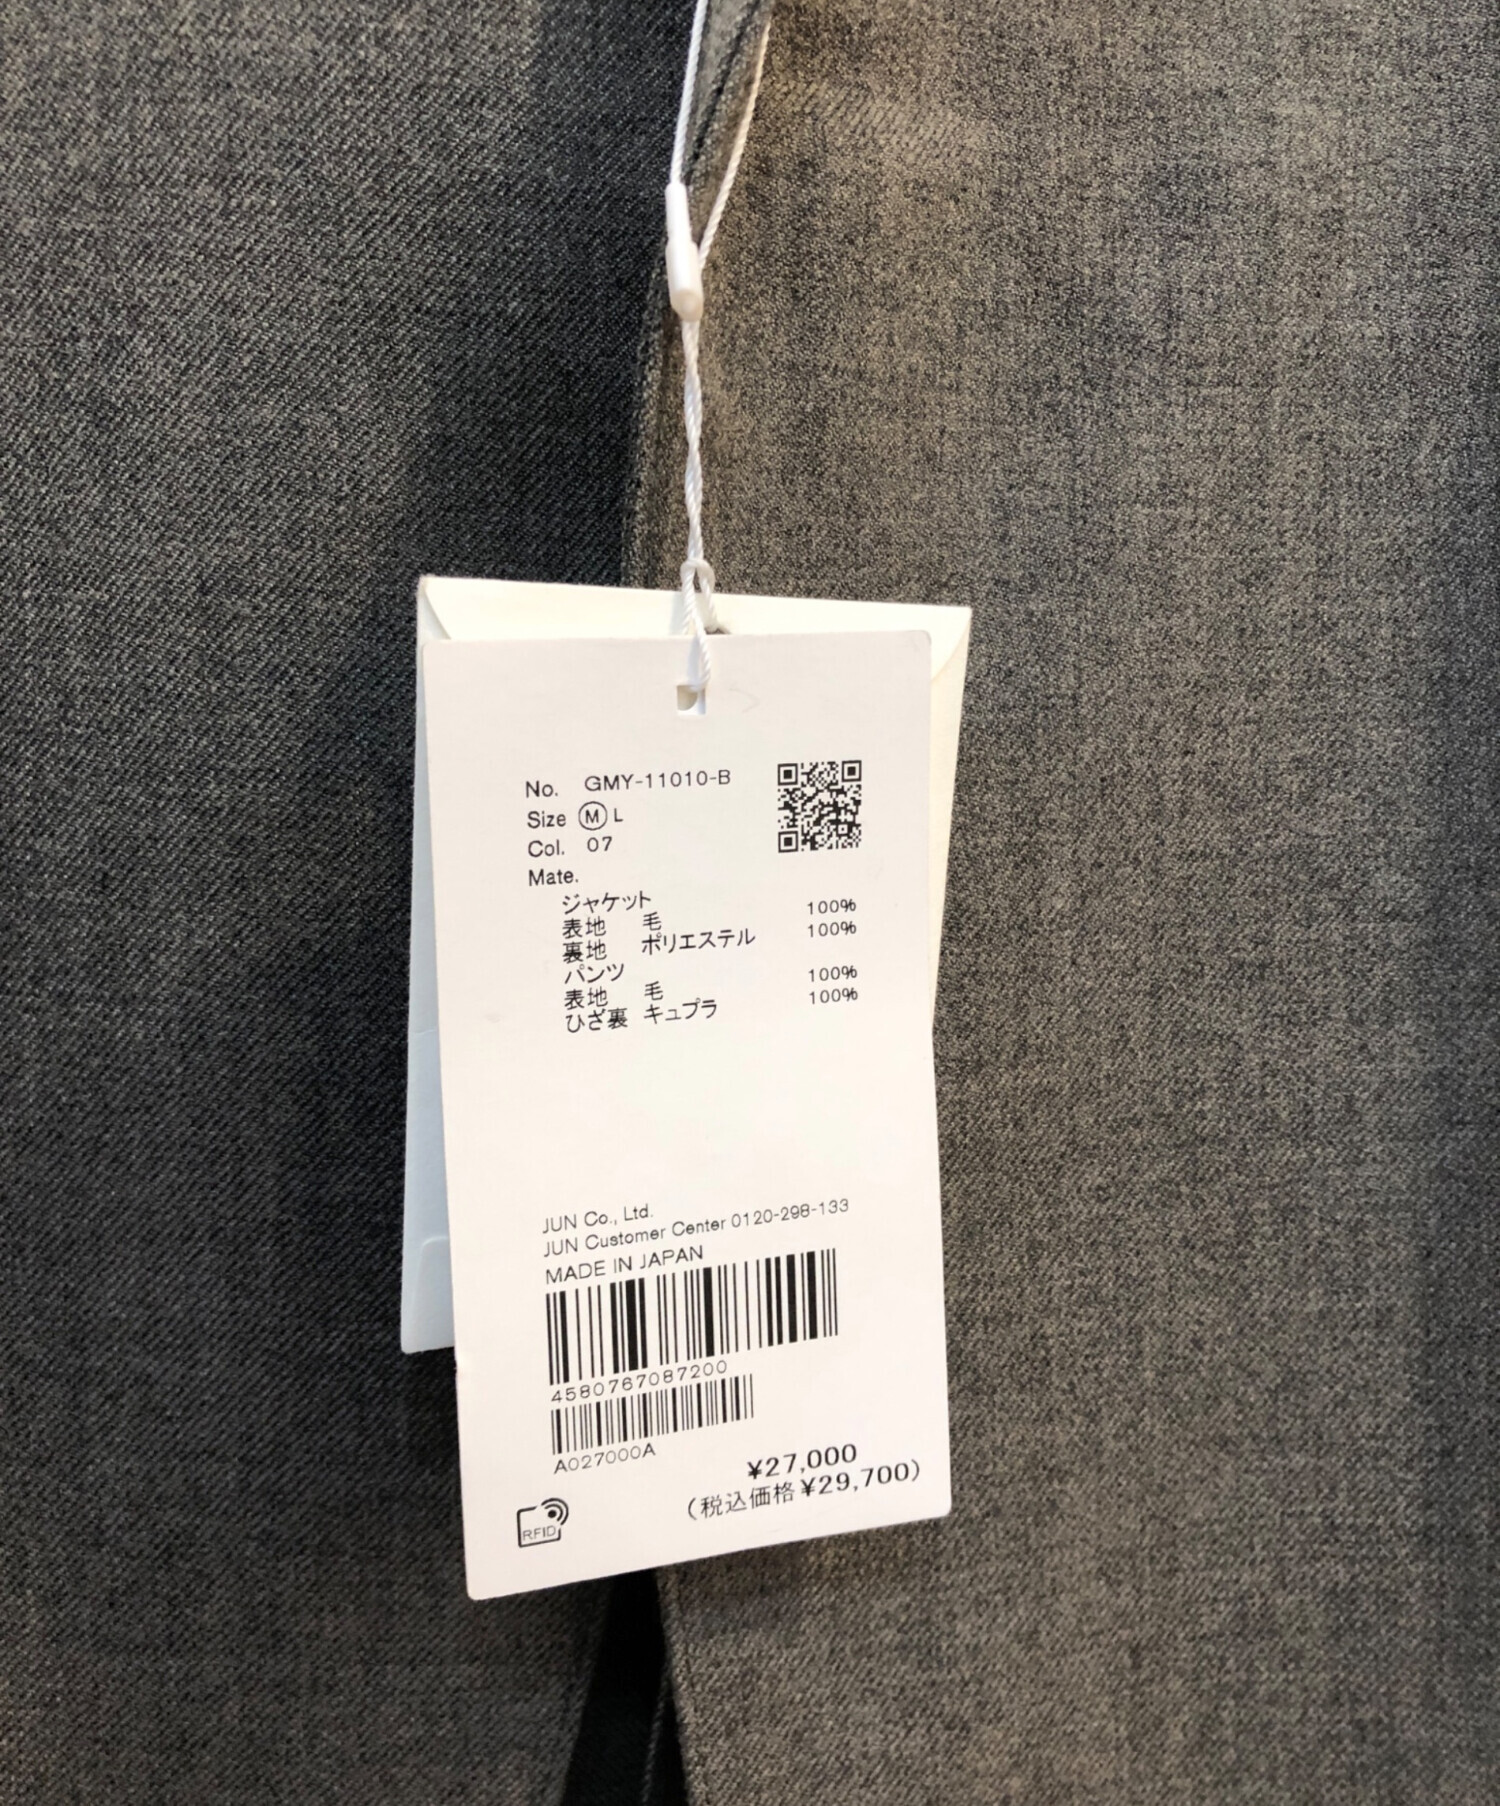 No. GMY-11010-B
Size Ⓜ L
Col. 07
Mate.
ジャケット
表地 毛 100%
裏地 ポリエステル 100%
パンツ
表地 毛 100%
ひざ裏 キュプラ 100%
JUN Co., Ltd.
JUN Customer Center 0120-298-133
MADE IN JAPAN
4580767087200
A027000A
¥27,000
(税込価格 ¥29,700)
RFID